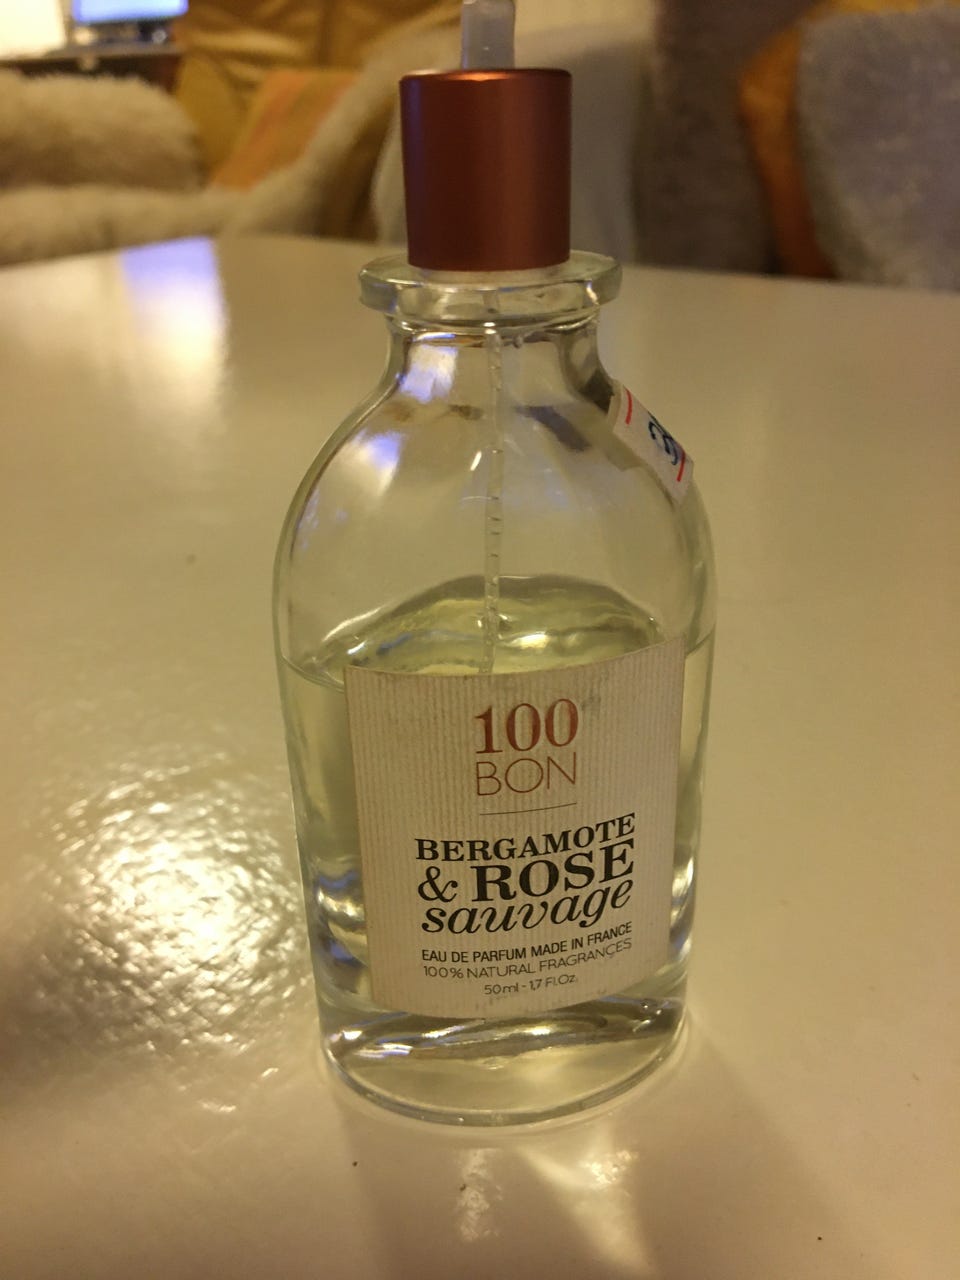 100
BON
BERGAMOTE
& ROSE
sauvage
EAU DE PARFUM MADE IN FRANCE
100% NATURAL FRAGRANCES
50ml - 1,7 Fl.Oz.